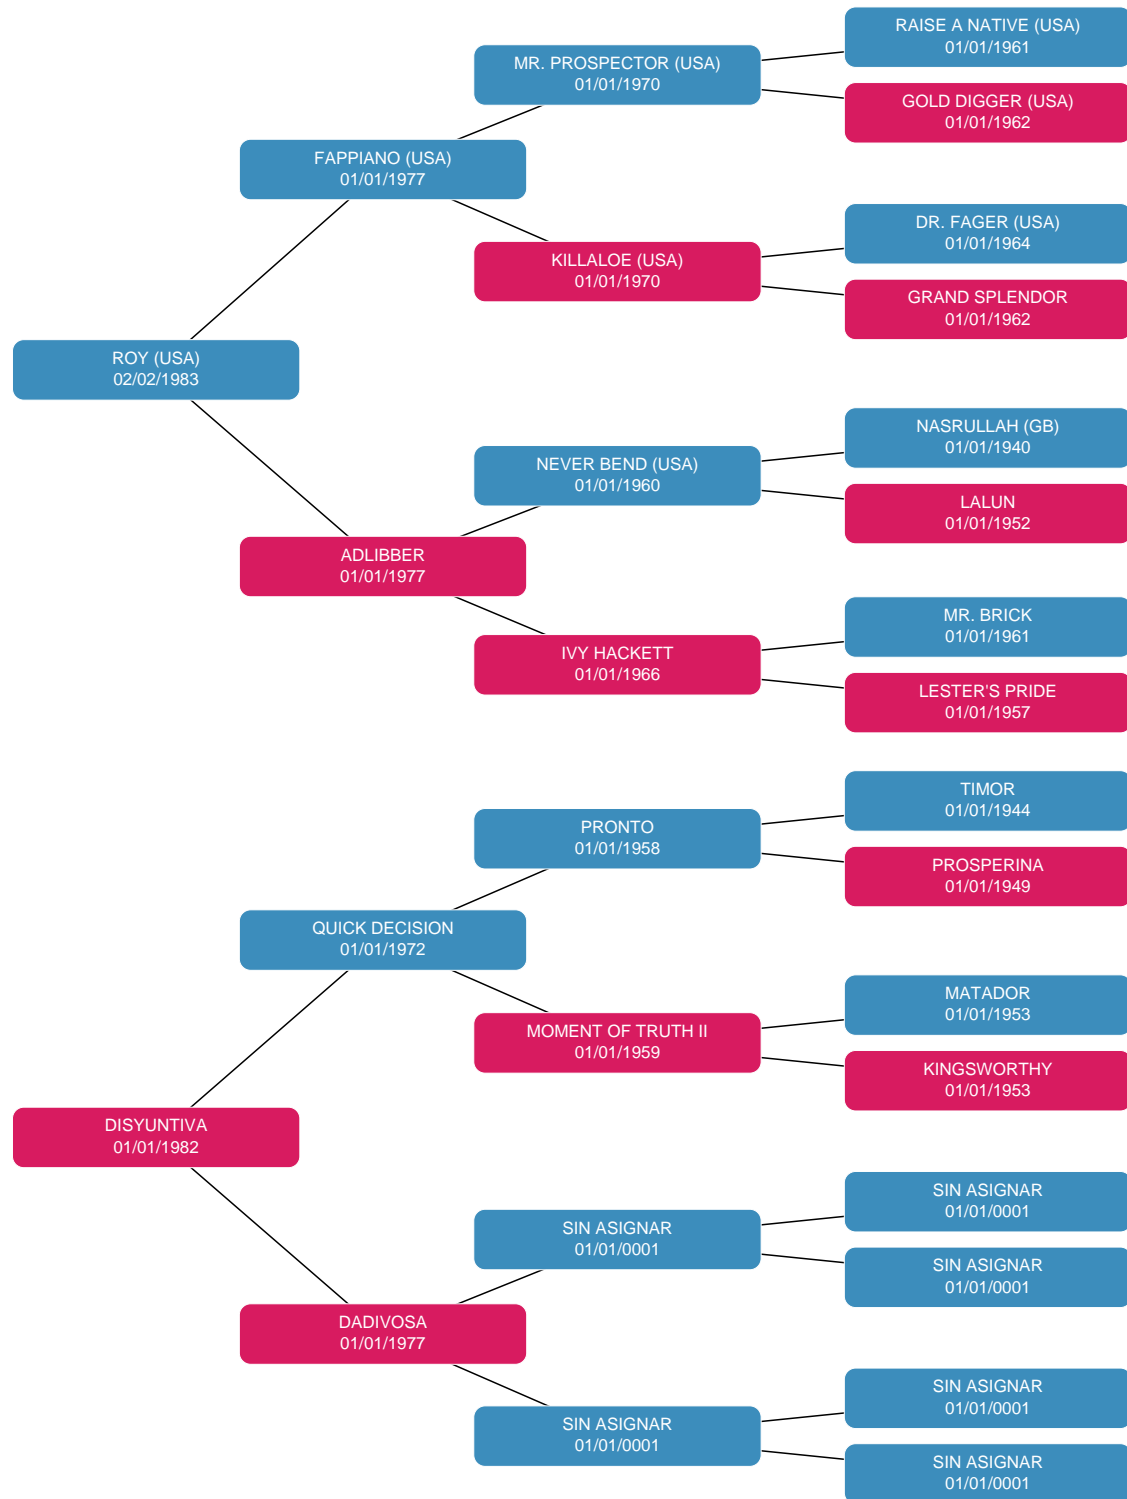 RAISE A NATIVE (USA)
01/01/1961
MR. PROSPECTOR (USA)
01/01/1970
GOLD DIGGER (USA)
01/01/1962
FAPPIANO (USA)
01/01/1977
DR. FAGER (USA)
01/01/1964
KILLALOE (USA)
01/01/1970
GRAND SPLENDOR
01/01/1962
ROY (USA)
02/02/1983
NASRULLAH (GB)
01/01/1940
NEVER BEND (USA)
01/01/1960
LALUN
01/01/1952
ADLIBBER
01/01/1977
MR. BRICK
01/01/1961
IVY HACKETT
01/01/1966
LESTER'S PRIDE
01/01/1957
TIMOR
01/01/1944
PRONTO
01/01/1958
PROSPERINA
01/01/1949
QUICK DECISION
01/01/1972
MATADOR
01/01/1953
MOMENT OF TRUTH II
01/01/1959
KINGSWORTHY
01/01/1953
DISYUNTIVA
01/01/1982
SIN ASIGNAR
01/01/0001
SIN ASIGNAR
01/01/0001
SIN ASIGNAR
01/01/0001
DADIVOSA
01/01/1977
SIN ASIGNAR
01/01/0001
SIN ASIGNAR
01/01/0001
SIN ASIGNAR
01/01/0001